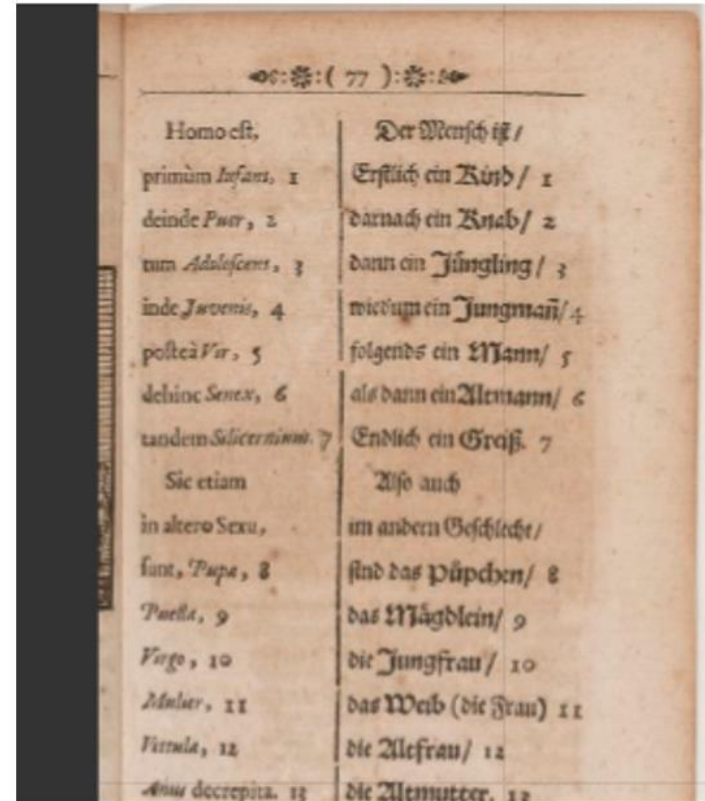 ( 77 )
Homo est,
primùm Infans, 1
deinde Puer, 2
tum Adolescens, 3
inde Juvenis, 4
posteà Vir, 5
dehinc Senex, 6
tandem Silicernium. 7
Sic etiam
in altero Sexu,
sunt, Pupa, 8
Puella, 9
Virgo, 10
Mulier, 11
Vetula, 12
Anus decrepita. 13
Der Mensch ist /
Erstlich ein Kind / 1
darnach ein Knab / 2
dann ein Jüngling / 3
wiedrum ein Jungmañ / 4
folgends ein Mann / 5
als dann ein Altmann / 6
Endlich ein Greiß. 7
Also auch
im andern Geschlecht /
sind das Püpchen / 8
das Mägdlein / 9
die Jungfrau / 10
das Weib (die Frau) 11
die Altfrau / 12
die Altmutter. 13